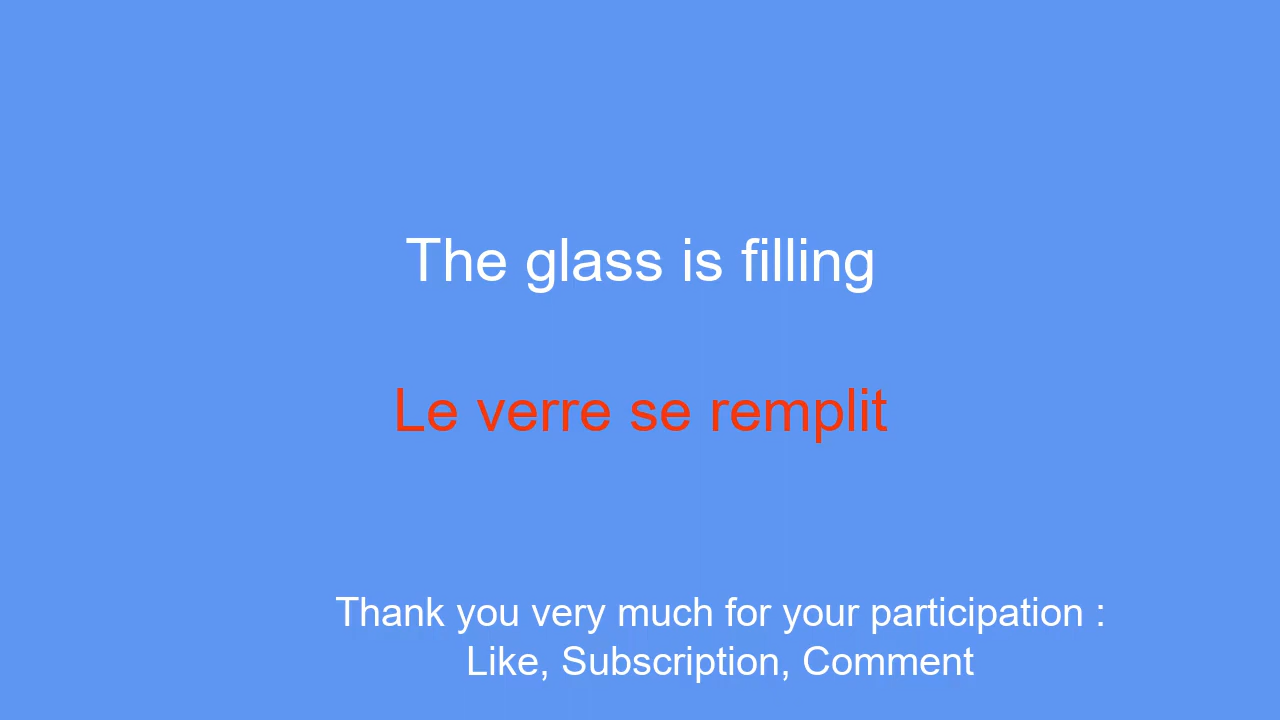 The glass is filling
Le verre se remplit
Thank you very much for your participation :
Like, Subscription, Comment